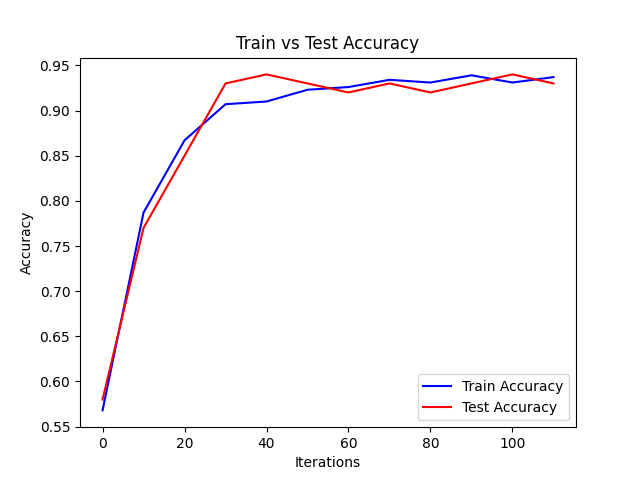 Train vs Test Accuracy
Accuracy
0.95
0.90
0.85
0.80
0.75
0.70
0.65
0.60
0.55
Train Accuracy
Test Accuracy
0 20 40 60 80 100
Iterations